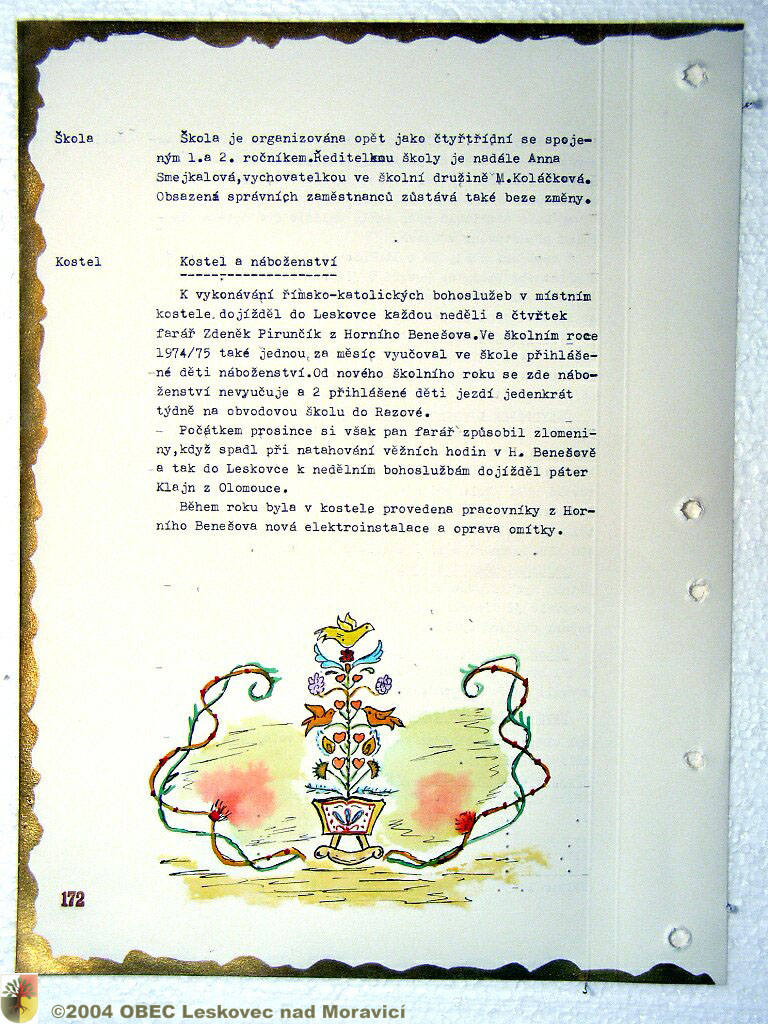 Škola
Škola je organizována opět jako čtyřtřídní se spoje-
ným 1.a 2. ročníkem.Ředitelkou školy je nadále Anna
Smejkalová,vychovatelkou ve školní družině M.Koláčková.
Obsazená správních zaměstnanců zůstává také beze změny.
Kostel
Kostel a náboženství
K vykonávání římsko-katolických bohoslužeb v místním
kostele dojížděl do Leskovce každou neděli a čtvrtek
farář Zdeněk Pirunčík z Horního Benešova.Ve školním roce
1974/75 také jednou za měsíc vyučoval ve škole přihláše-
né děti náboženství.Od nového školního roku se zde nábo-
ženství nevyučuje a 2 přihlášené děti jezdí jedenkrát
týdně na obvodovou školu do Razové.
Počátkem prosince si však pan farář způsobil zlomeni-
ny,když spadl při natahování věžních hodin v H. Benešově
a tak do Leskovce k nedělním bohoslužbám dojížděl páter
Klajn z Olomouce.
Během roku byla v kostele provedena pracovníky z Hor-
ního Benešova nová elektroinstalace a oprava omítky.
172
©2004 OBEC Leskovec nad Moravicí